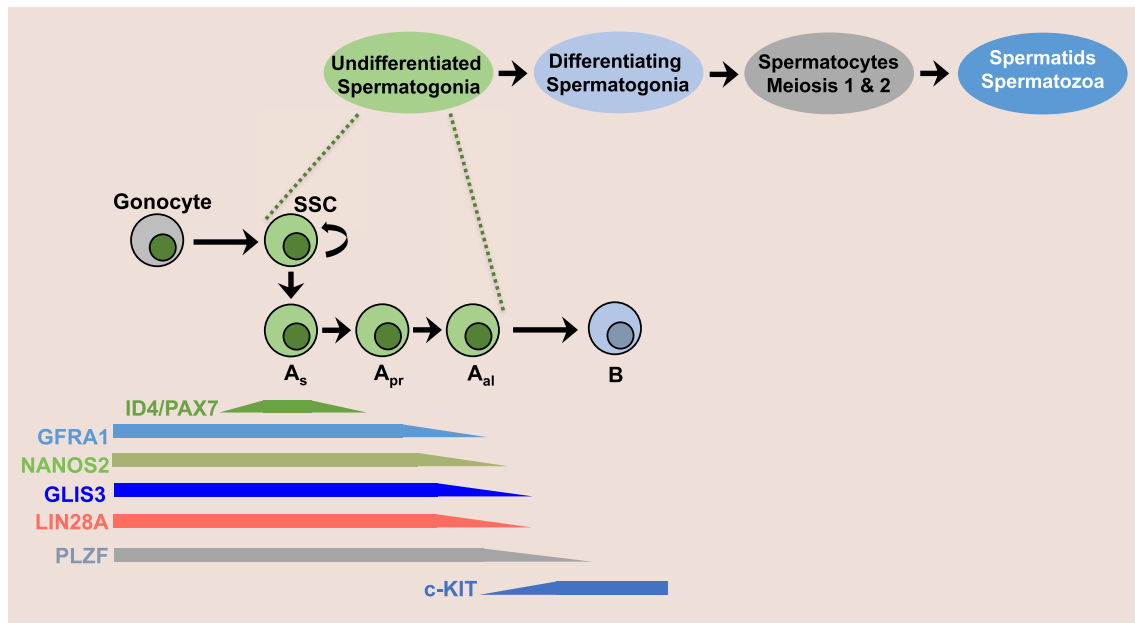 Undifferentiated
Spermatogonia
Differentiating
Spermatogonia
Spermatocytes
Meiosis 1 & 2
Spermatids
Spermatozoa
Gonocyte
SSC
As
Apr
Aal
B
ID4/PAX7
GFRA1
NANOS2
GLIS3
LIN28A
PLZF
c-KIT